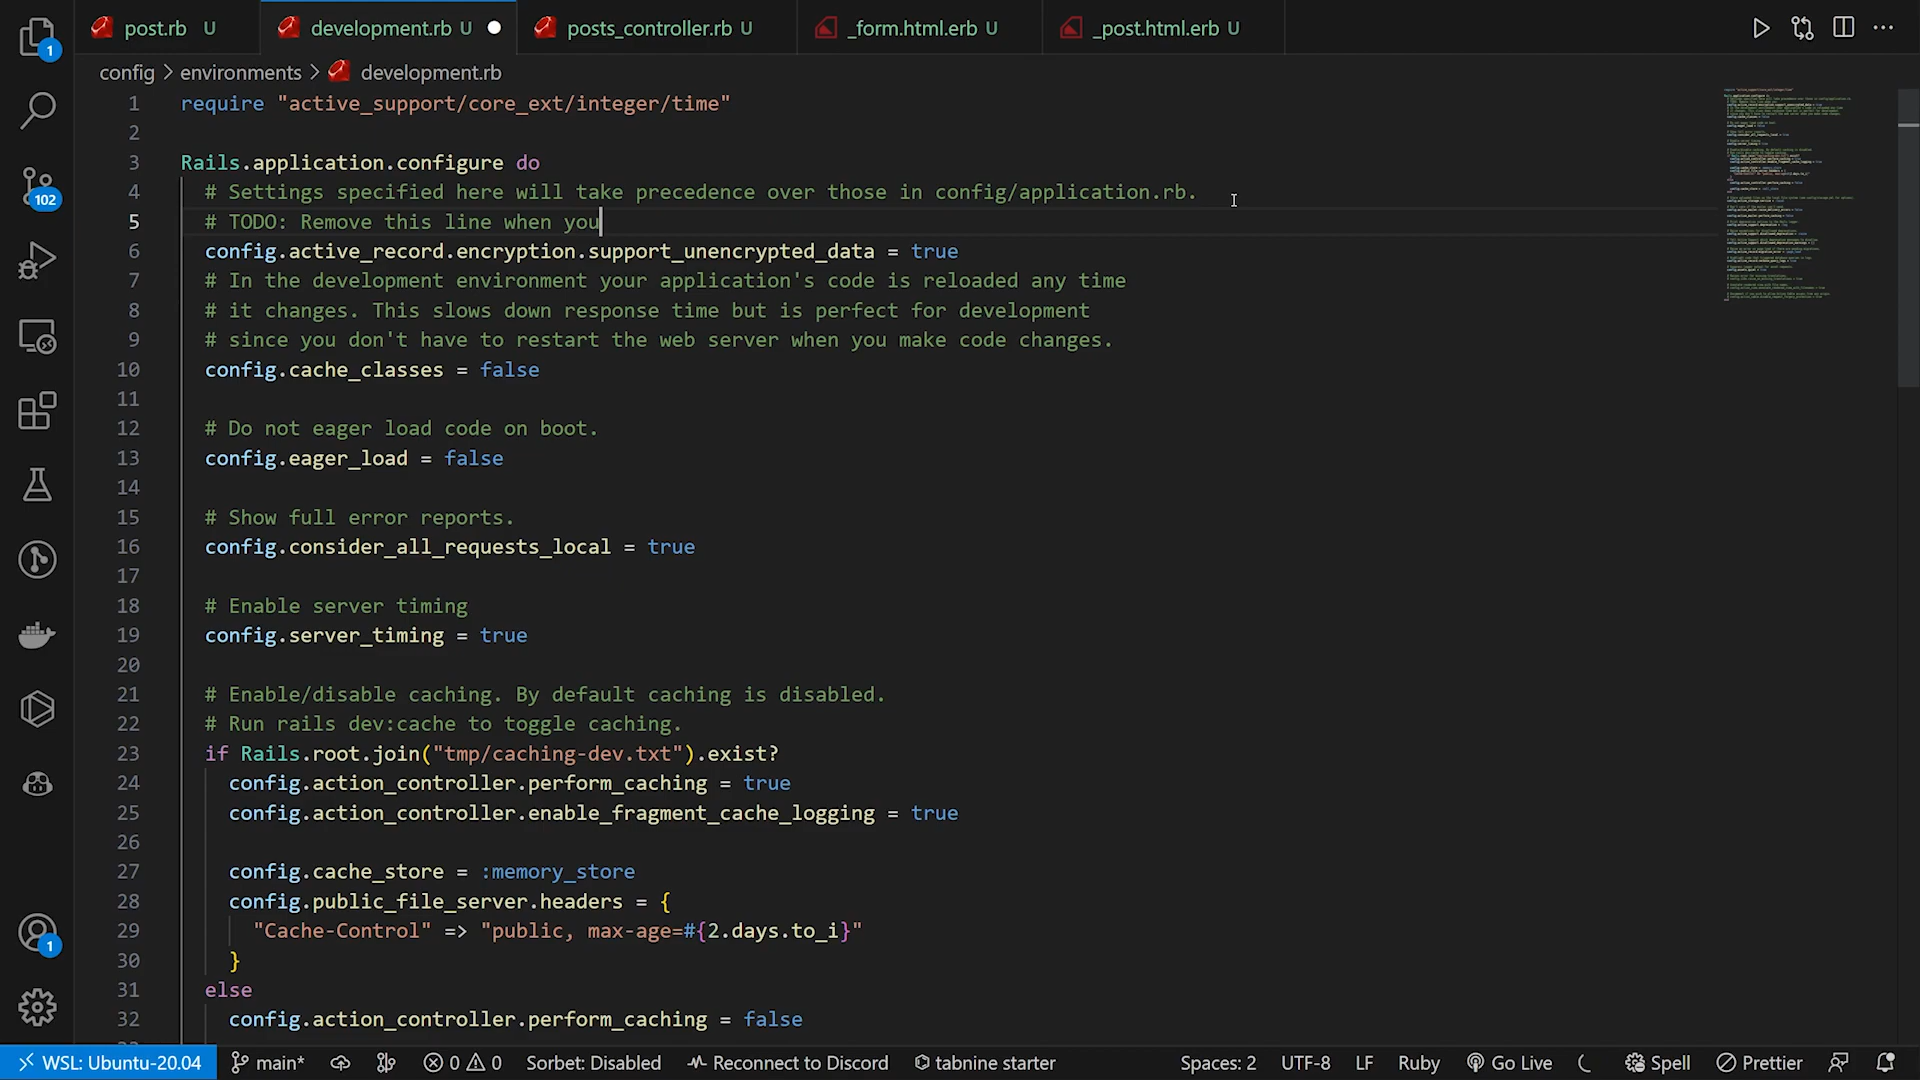 post.rb U
development.rb U
posts_controller.rb U
_form.html.erb U
_post.html.erb U
config > environments > development.rb
1 require "active_support/core_ext/integer/time"
2
3 Rails.application.configure do
4 # Settings specified here will take precedence over those in config/application.rb.
5 # TODO: Remove this line when you
6 config.active_record.encryption.support_unencrypted_data = true
7 # In the development environment your application's code is reloaded any time
8 # it changes. This slows down response time but is perfect for development
9 # since you don't have to restart the web server when you make code changes.
10 config.cache_classes = false
11
12 # Do not eager load code on boot.
13 config.eager_load = false
14
15 # Show full error reports.
16 config.consider_all_requests_local = true
17
18 # Enable server timing
19 config.server_timing = true
20
21 # Enable/disable caching. By default caching is disabled.
22 # Run rails dev:cache to toggle caching.
23 if Rails.root.join("tmp/caching-dev.txt").exist?
24 config.action_controller.perform_caching = true
25 config.action_controller.enable_fragment_cache_logging = true
26
27 config.cache_store = :memory_store
28 config.public_file_server.headers = {
29 "Cache-Control" => "public, max-age=#{2.days.to_i}"
30 }
31 else
32 config.action_controller.perform_caching = false
1
102
1
WSL: Ubuntu-20.04 main* 0 0 Sorbet: Disabled Reconnect to Discord tabnine starter Spaces: 2 UTF-8 LF Ruby Go Live Spell Prettier